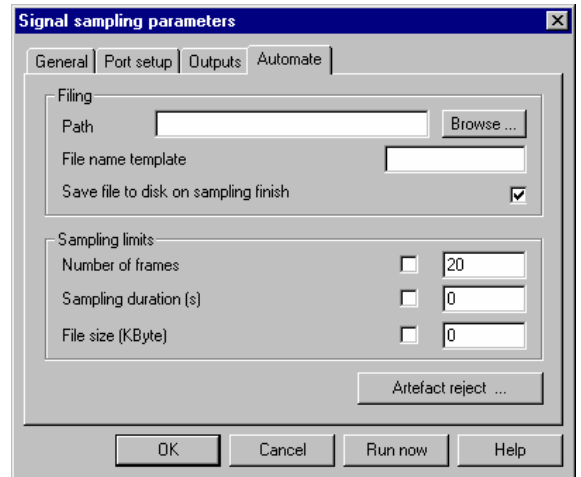 Signal sampling parameters
General Port setup Outputs Automate
Filing
Path Browse ...
File name template
Save file to disk on sampling finish
Sampling limits
Number of frames 20
Sampling duration (s) 0
File size (KByte) 0
Artefact reject ...
OK Cancel Run now Help